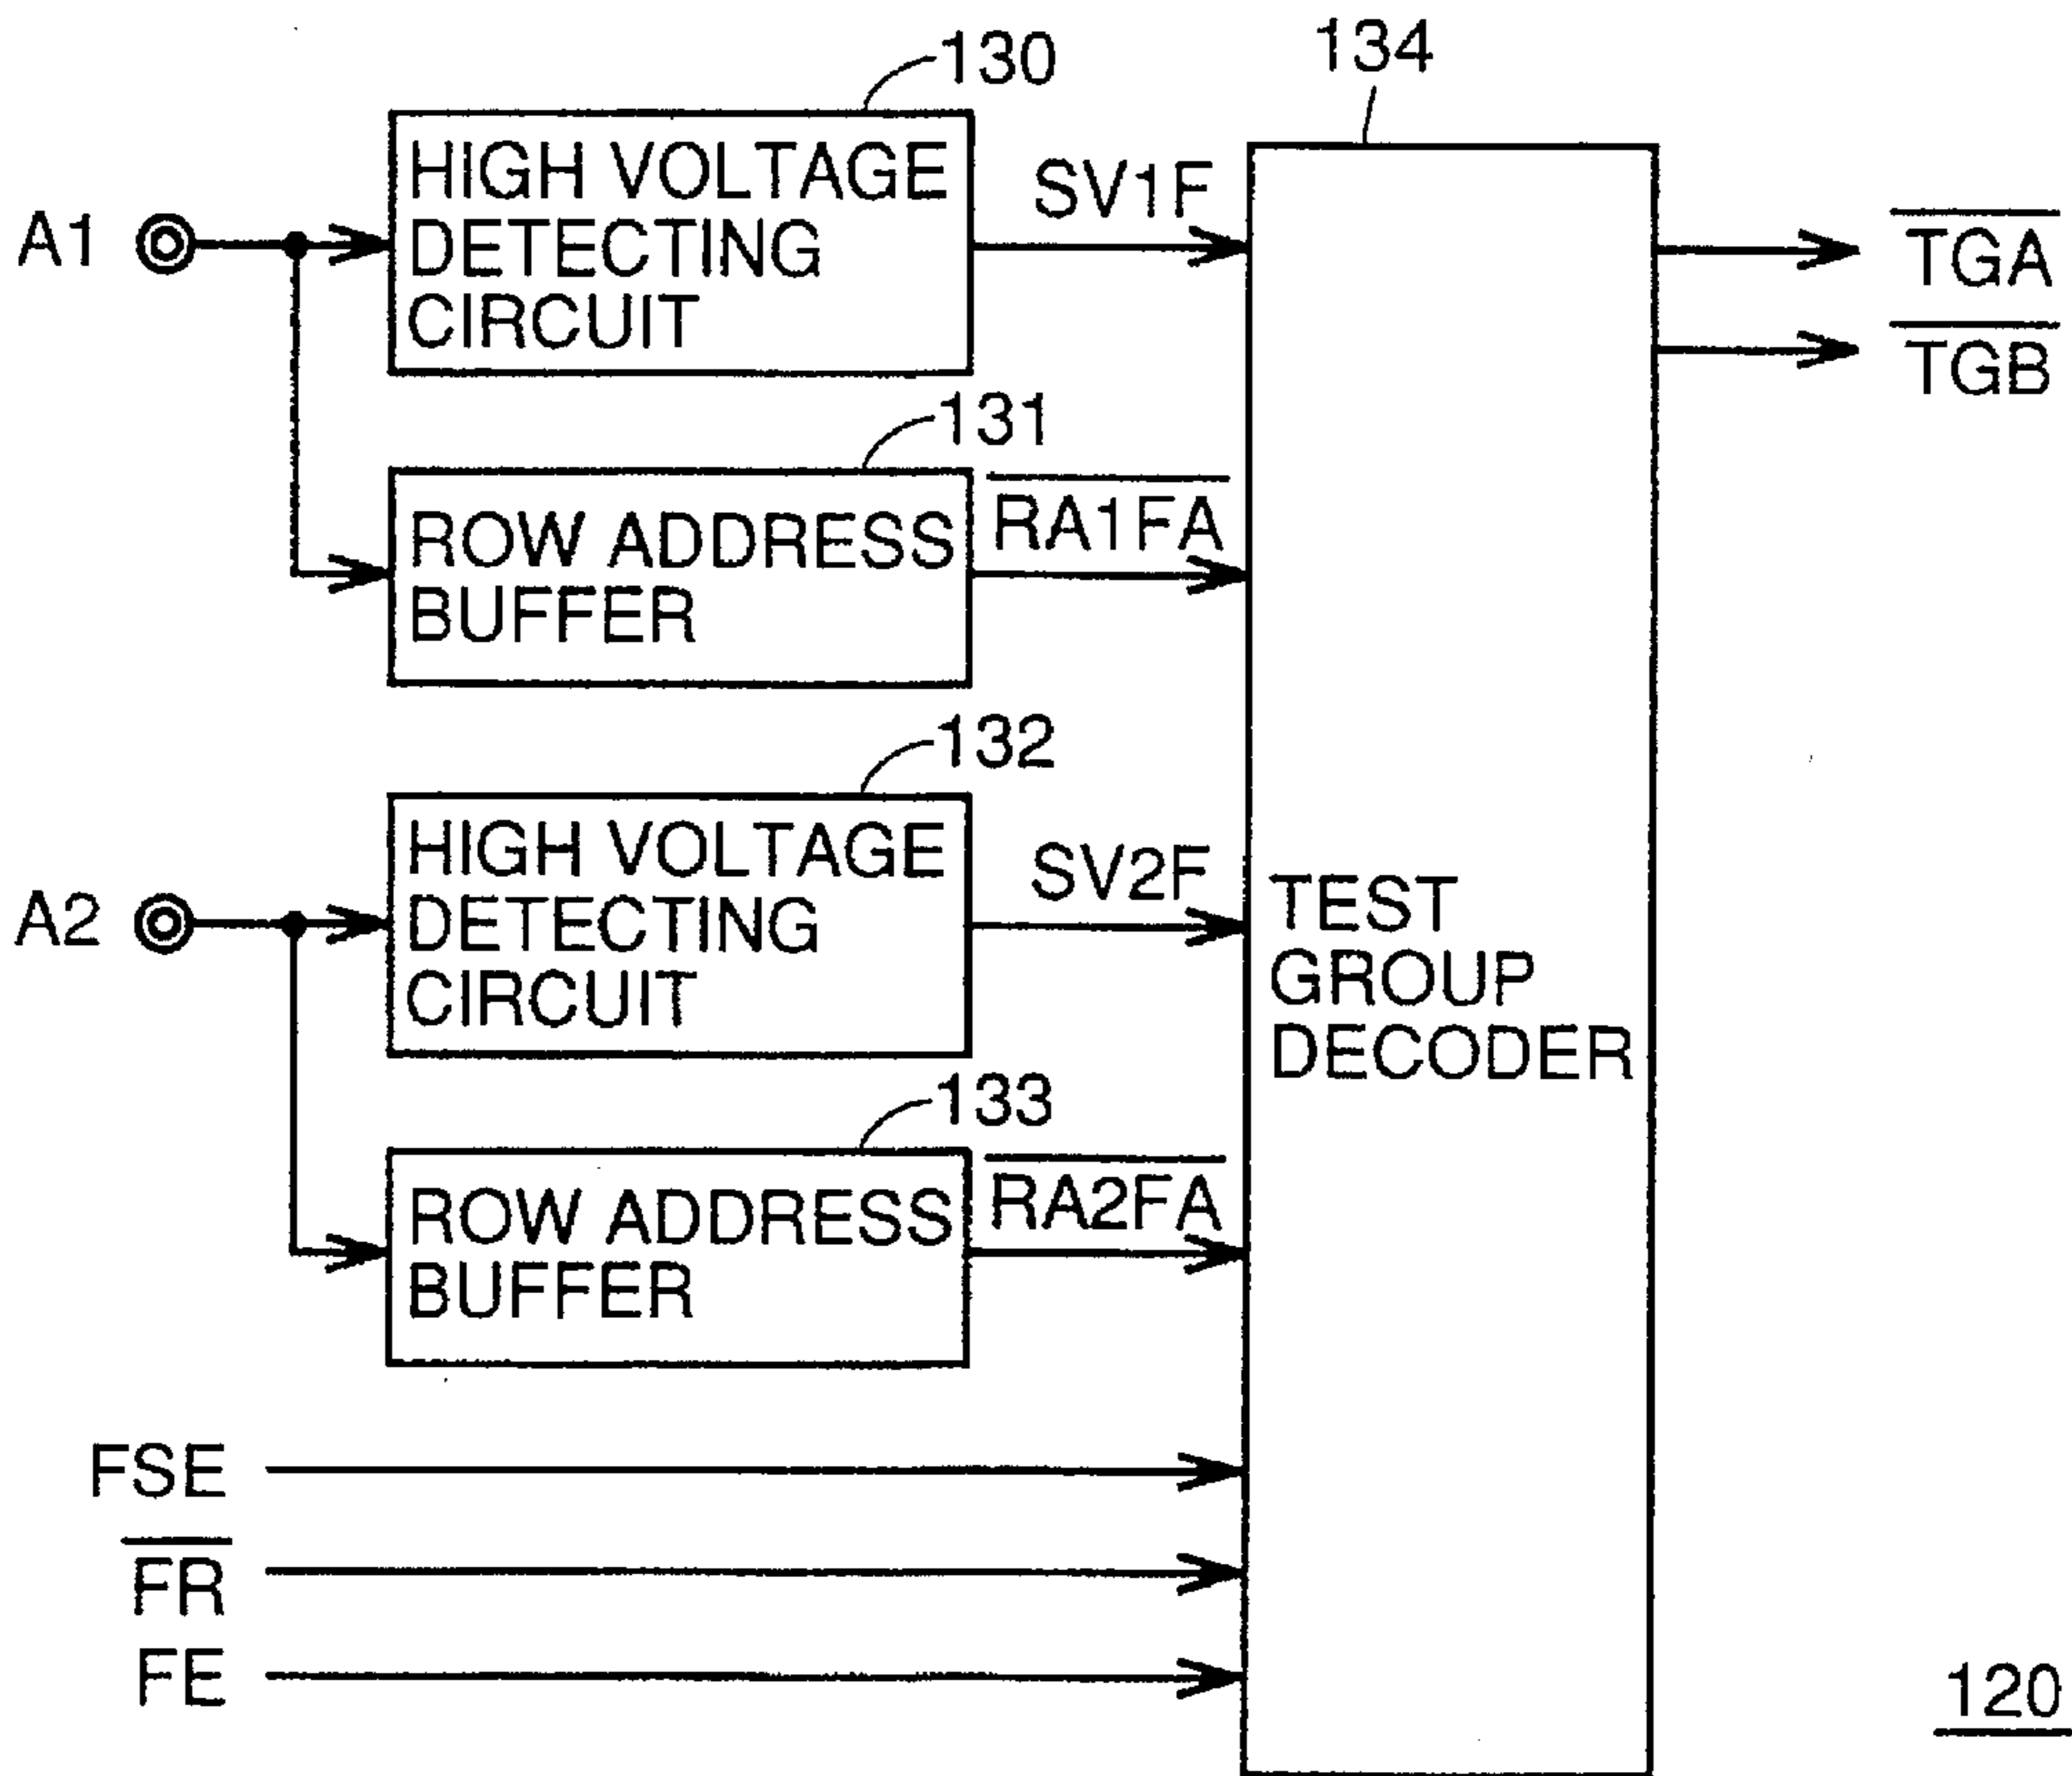 130
134
HIGH VOLTAGE
DETECTING
CIRCUIT
A1
SV1F
TGA
TGB
131
ROW ADDRESS
BUFFER
RA1FA
132
HIGH VOLTAGE
DETECTING
CIRCUIT
A2
SV2F
TEST
GROUP
DECODER
133
ROW ADDRESS
BUFFER
RA2FA
FSE
FR
FE
120